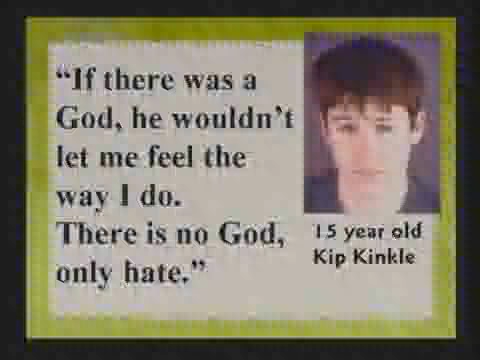 “If there was a
God, he wouldn’t
let me feel the
way I do.
There is no God,
only hate.”
15 year old
Kip Kinkle